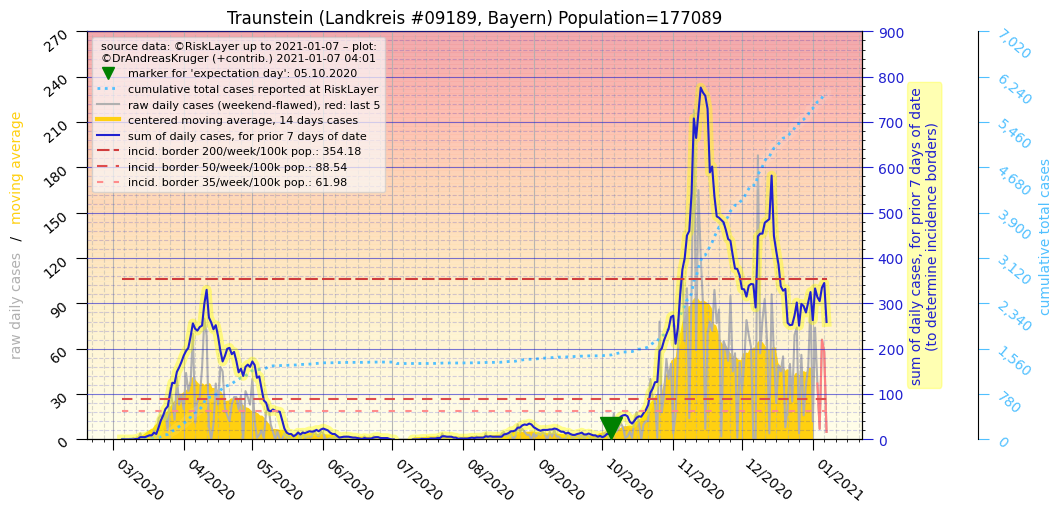 Traunstein (Landkreis #09189, Bayern) Population=177089
source data: ©RiskLayer up to 2021-01-07 – plot:
©DrAndreasKruger (+contrib.) 2021-01-07 04:01
marker for 'expectation day': 05.10.2020
cumulative total cases reported at RiskLayer
raw daily cases (weekend-flawed), red: last 5
centered moving average, 14 days cases
sum of daily cases, for prior 7 days of date
incid. border 200/week/100k pop.: 354.18
incid. border 50/week/100k pop.: 88.54
incid. border 35/week/100k pop.: 61.98
raw daily cases / moving average
270
240
210
180
150
120
90
60
30
0
03/2020
04/2020
05/2020
06/2020
07/2020
08/2020
09/2020
10/2020
11/2020
12/2020
01/2021
900
800
700
600
500
400
300
200
100
0
sum of daily cases, for prior 7 days of date
(to determine incidence borders)
7,020
6,240
5,460
4,680
3,900
3,120
2,340
1,560
780
0
cumulative total cases